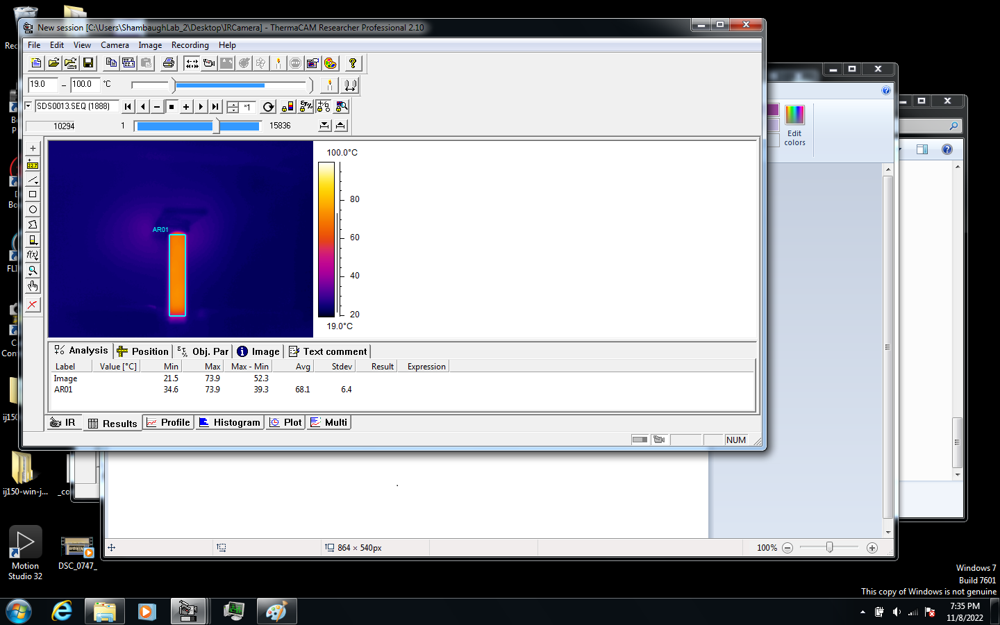 New session [C:\Users\ShambaughLab_2\Desktop\IRCamera] - ThermaCAM Researcher Professional 2.10
File Edit View Camera Image Recording Help
19.0 – 100.0 °C
SDS0013.SEQ (1888)
10294 1 15836
AR01
100.0°C
80
60
40
20
19.0°C
Analysis Position Obj. Par Image Text comment
Label Value [°C] Min Max Max - Min Avg Stdev Result Expression
Image 21.5 73.9 52.3
AR01 34.6 73.9 39.3 68.1 6.4
IR Results Profile Histogram Plot Multi
NUM
Edit colors
864 × 540px
100%
ij150-win-j...
_co
Motion Studio 32
DSC_0747_
Windows 7
Build 7601
This copy of Windows is not genuine
7:35 PM
11/8/2022